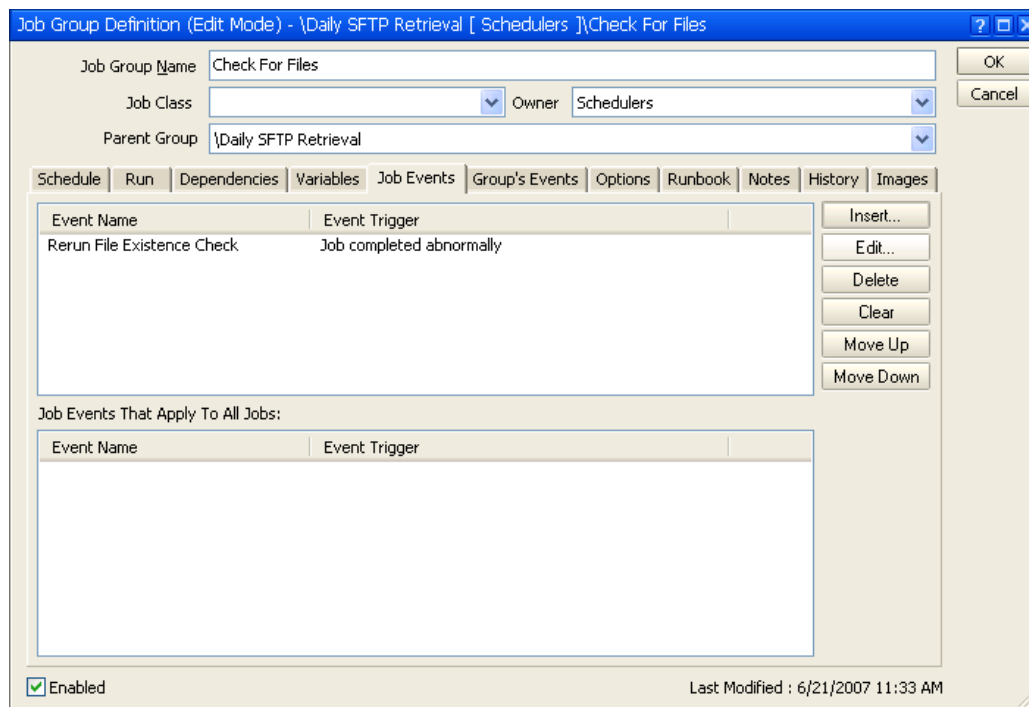 Job Group Definition (Edit Mode) - \Daily SFTP Retrieval [ Schedulers ]\Check For Files
Job Group Name Check For Files OK
Job Class Owner Schedulers Cancel
Parent Group \Daily SFTP Retrieval
Schedule Run Dependencies Variables Job Events Group's Events Options Runbook Notes History Images
Event Name Event Trigger Insert...
Rerun File Existence Check Job completed abnormally Edit...
Delete
Clear
Move Up
Move Down
Job Events That Apply To All Jobs:
Event Name Event Trigger
Enabled Last Modified : 6/21/2007 11:33 AM